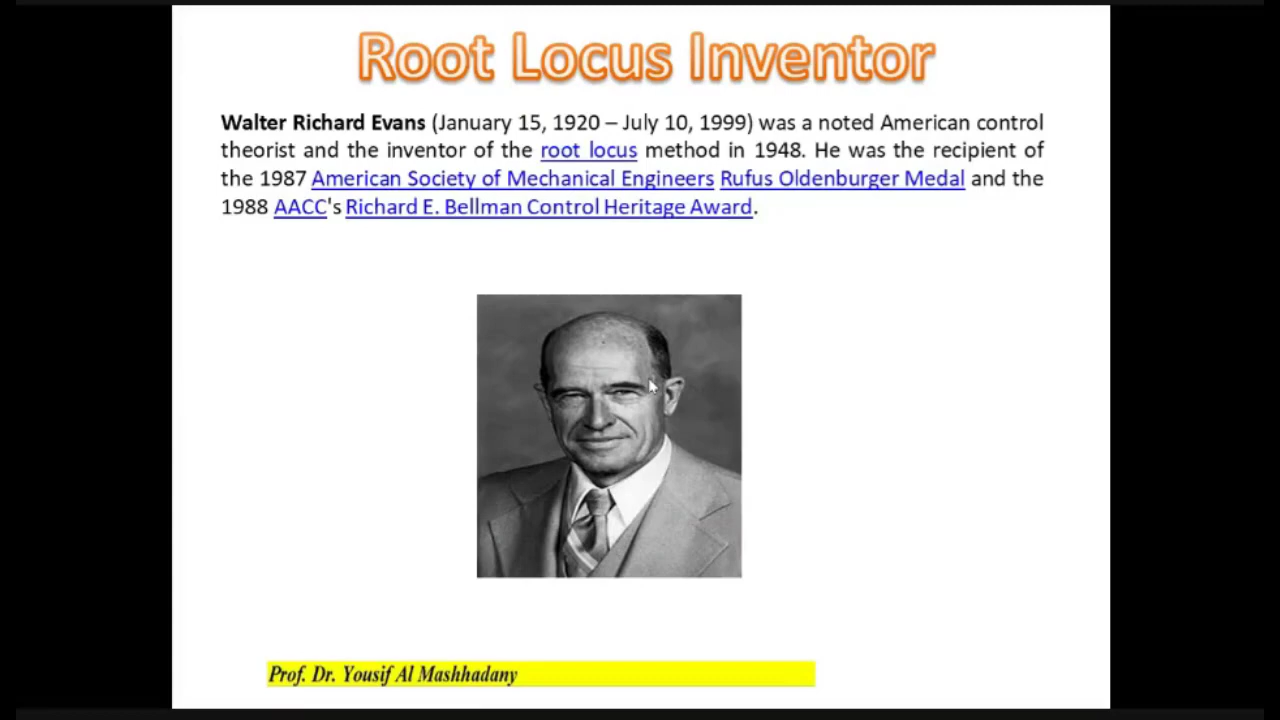 Root Locus Inventor
Walter Richard Evans (January 15, 1920 – July 10, 1999) was a noted American control
theorist and the inventor of the root locus method in 1948. He was the recipient of
the 1987 American Society of Mechanical Engineers Rufus Oldenburger Medal and the
1988 AACC's Richard E. Bellman Control Heritage Award.
Prof. Dr. Yousif Al Mashhadany